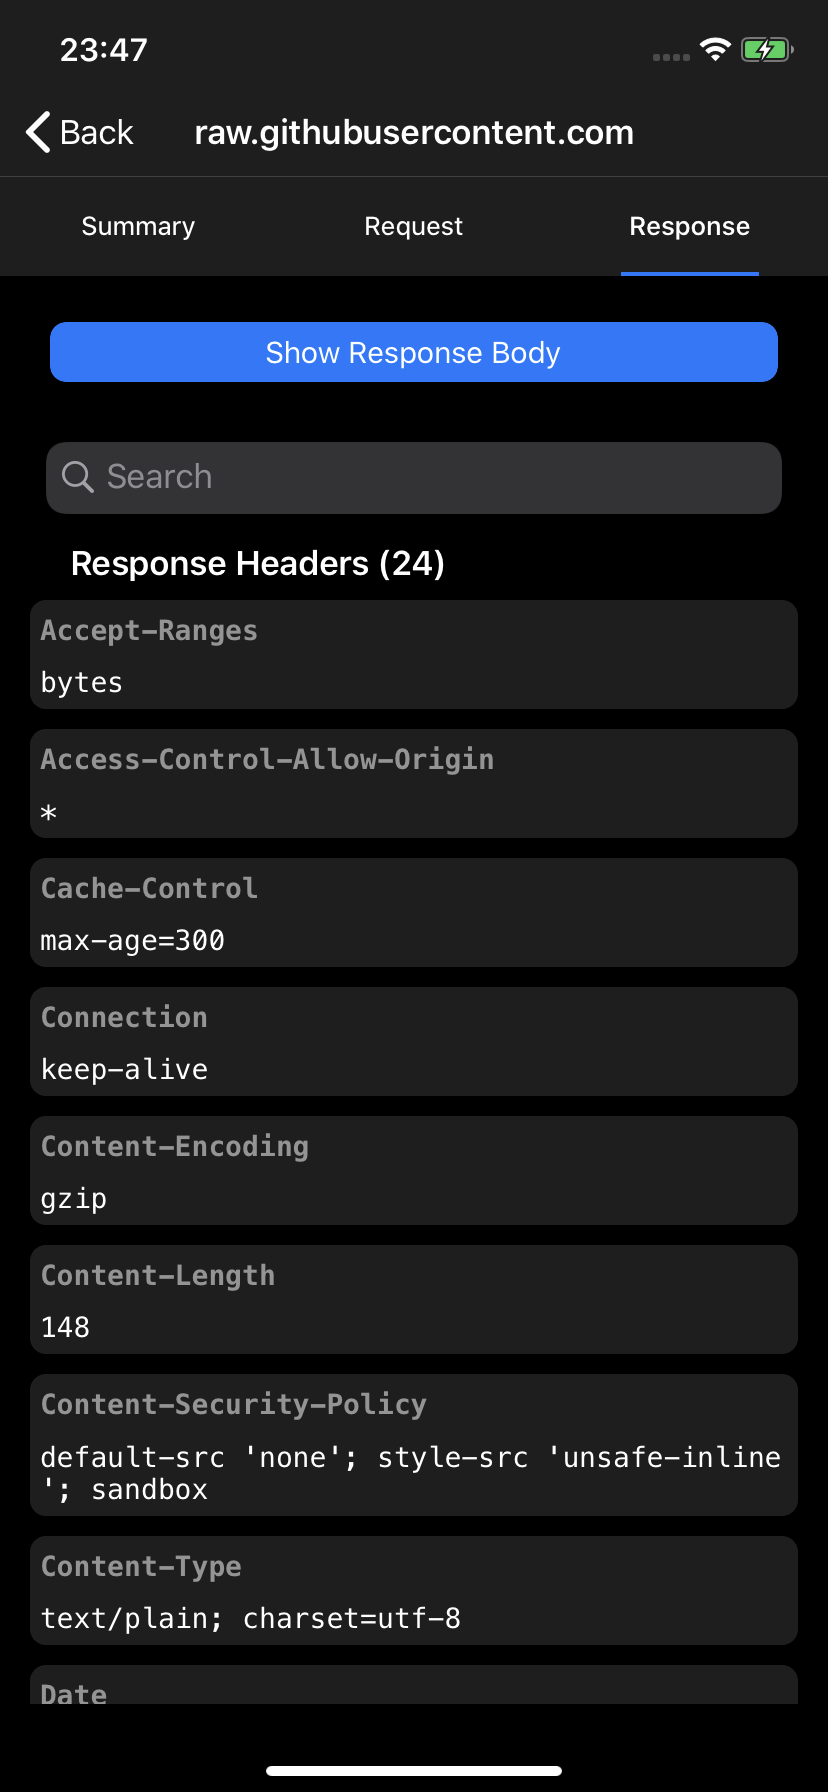 23:47
Back
raw.githubusercontent.com
Summary
Request
Response
Show Response Body
Search
Response Headers (24)
Accept-Ranges
bytes
Access-Control-Allow-Origin
*
Cache-Control
max-age=300
Connection
keep-alive
Content-Encoding
gzip
Content-Length
148
Content-Security-Policy
default-src 'none'; style-src 'unsafe-inline
'; sandbox
Content-Type
text/plain; charset=utf-8
Date